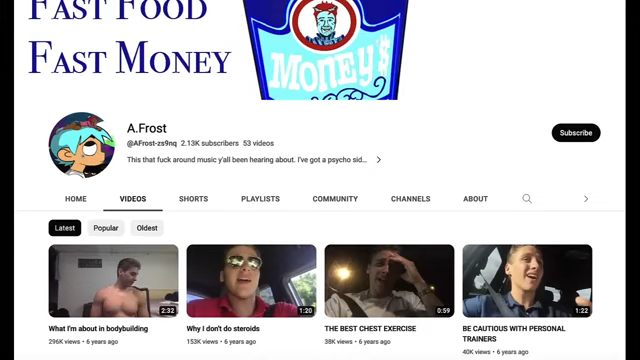 FAST FOOD
FAST MONEY
MONEY'$
A.Frost
@AFrost-zs9nq 2.13K subscribers 53 videos
This that fuck around music y'all been hearing about. I've got a psycho sid...
Subscribe
HOME VIDEOS SHORTS PLAYLISTS COMMUNITY CHANNELS ABOUT
Latest Popular Oldest
2:32 1:20 0:59 1:22
What I'm about in bodybuilding
296K views • 6 years ago
Why I don't do steroids
153K views • 6 years ago
THE BEST CHEST EXERCISE
38K views • 6 years ago
BE CAUTIOUS WITH PERSONAL
TRAINERS
40K views • 6 years ago